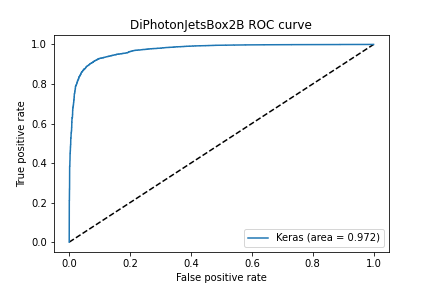 DiPhotonJetsBox2B ROC curve
True positive rate
1.0
0.8
0.6
0.4
0.2
0.0
Keras (area = 0.972)
0.0 0.2 0.4 0.6 0.8 1.0
False positive rate